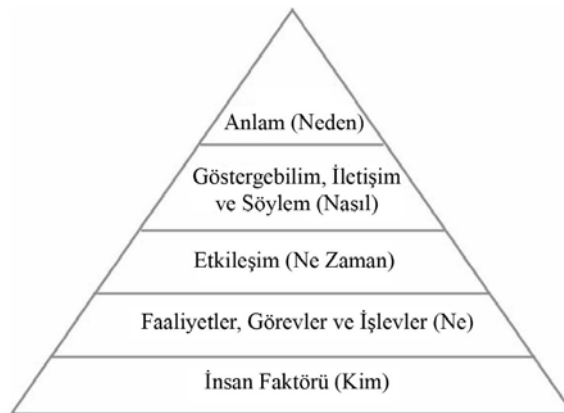 Anlam (Neden)
Göstergebilim, İletişim
ve Söylem (Nasıl)
Etkileşim (Ne Zaman)
Faaliyetler, Görevler ve İşlevler (Ne)
İnsan Faktörü (Kim)